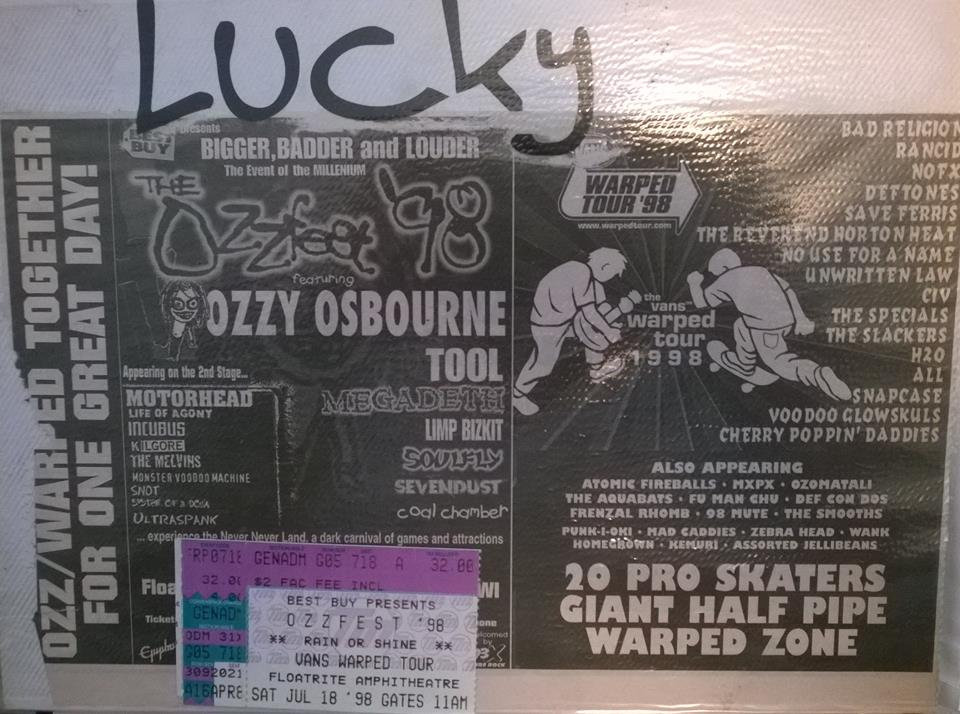 Lucky
OZZ/WARPED TOGETHER
FOR ONE GREAT DAY!
BEST BUY presents
BIGGER, BADDER and LOUDER
The Event of the MILLENIUM
THE
Ozzfest '98
featuring
OZZY OSBOURNE
TOOL
MEGADETH
LIMP BIZKIT
SOULFLY
SEVENDUST
coal chamber
Appearing on the 2nd Stage...
MOTORHEAD
LIFE OF AGONY
INCUBUS
KILGORE
THE MELVINS
MONSTER VOODOO MACHINE
SNOT
SYSTEM OF A DOWN
ULTRASPANK
... experience the Never Never Land, a dark carnival of games and attractions
WARPED
TOUR '98
www.warpedtour.com
the
vans
warped
tour
1998
BAD RELIGION
RANCID
NOFX
DEFTONES
SAVE FERRIS
THE REVEREND HORTON HEAT
NO USE FOR A NAME
UNWRITTEN LAW
CIV
THE SPECIALS
THE SLACKERS
H2O
ALL
SNAPCASE
VOODOO GLOWSKULS
CHERRY POPPIN' DADDIES
ALSO APPEARING
ATOMIC FIREBALLS • MXPX • OZOMATALI
THE AQUABATS • FU MAN CHU • DEF CON DOS
FRENZAL RHOMB • 98 MUTE • THE SMOOTHS
PUNK-I-OKI • MAD CADDIES • ZEBRA HEAD • WANK
HOMEGROWN • KEMURI • ASSORTED JELLIBEANS
20 PRO SKATERS
GIANT HALF PIPE
WARPED ZONE
Floa
WI
Ticket
Epiphone
RP0718 GENADM G05 718 A 32.00
32.00 $2 FAC FEE INCL
GENAD
G05 718
A16APR8
BEST BUY PRESENTS
OZZFEST '98
** RAIN OR SHINE **
VANS WARPED TOUR
FLOATRITE AMPHITHEATRE
SAT JUL 18 '98 GATES 11AM